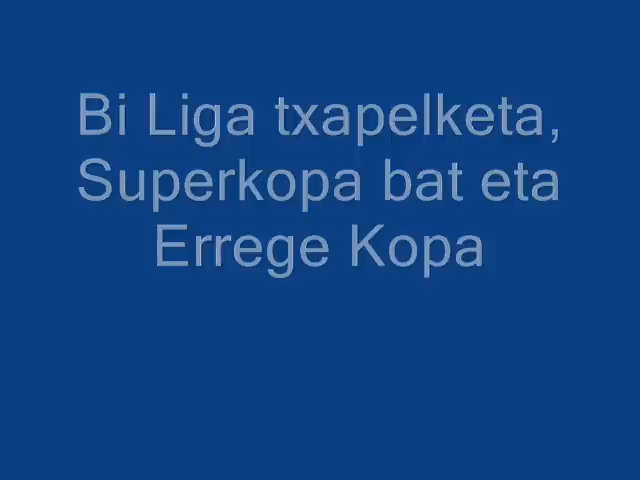 Bi Liga txapelketa,
Superkopa bat eta
Errege Kopa